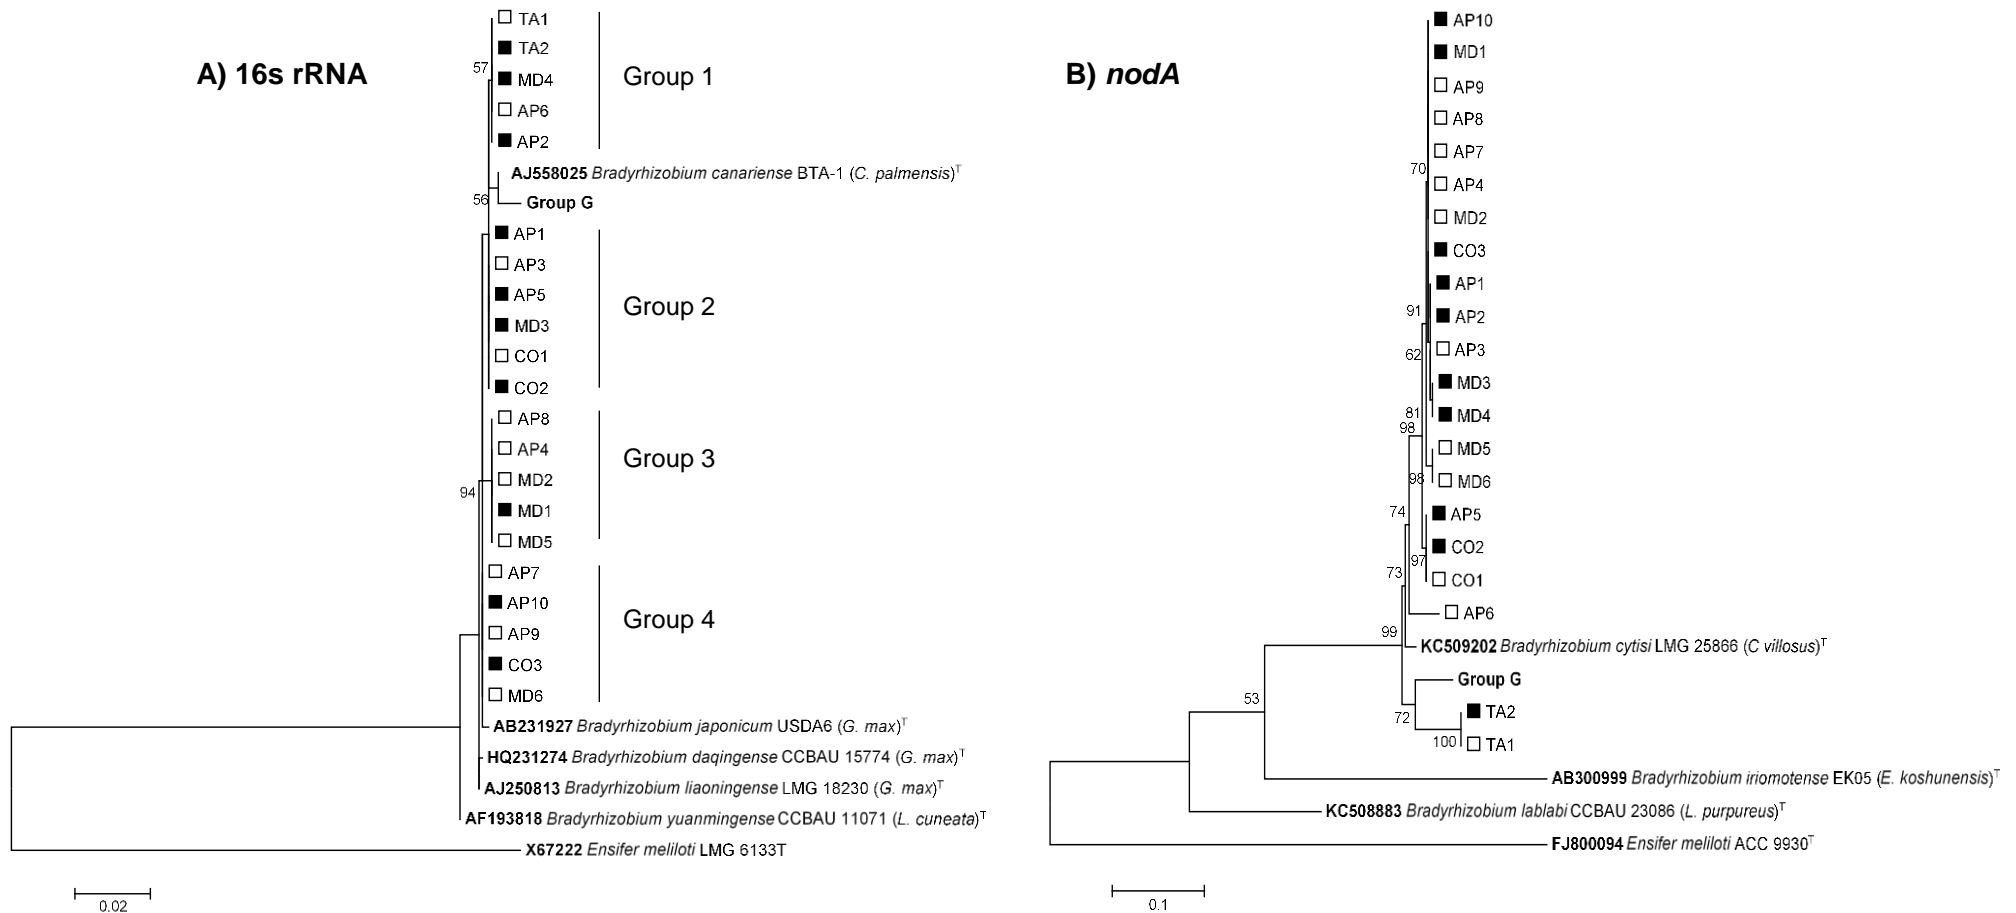 A) 16s rRNA
TA1
TA2
57
MD4
Group 1
AP6
AP2
AJ558025 Bradyrhizobium canariense BTA-1 (C. palmensis)T
56
Group G
AP1
AP3
AP5
Group 2
MD3
CO1
CO2
AP8
AP4
Group 3
MD2
94
MD1
MD5
AP7
AP10
Group 4
AP9
CO3
MD6
AB231927 Bradyrhizobium japonicum USDA6 (G. max)T
HQ231274 Bradyrhizobium daqingense CCBAU 15774 (G. max)T
AJ250813 Bradyrhizobium liaoningense LMG 18230 (G. max)T
AF193818 Bradyrhizobium yuanmingense CCBAU 11071 (L. cuneata)T
X67222 Ensifer meliloti LMG 6133T
0.02
B) nodA
AP10
MD1
AP9
AP8
AP7
70
AP4
MD2
CO3
AP1
91
AP2
62
AP3
MD3
81
MD4
98
MD5
98
MD6
74
AP5
CO2
97
73
CO1
AP6
99
KC509202 Bradyrhizobium cytisi LMG 25866 (C villosus)T
Group G
53
72
TA2
100
TA1
AB300999 Bradyrhizobium iriomotense EK05 (E. koshunensis)T
KC508883 Bradyrhizobium lablabi CCBAU 23086 (L. purpureus)T
FJ800094 Ensifer meliloti ACC 9930T
0.1